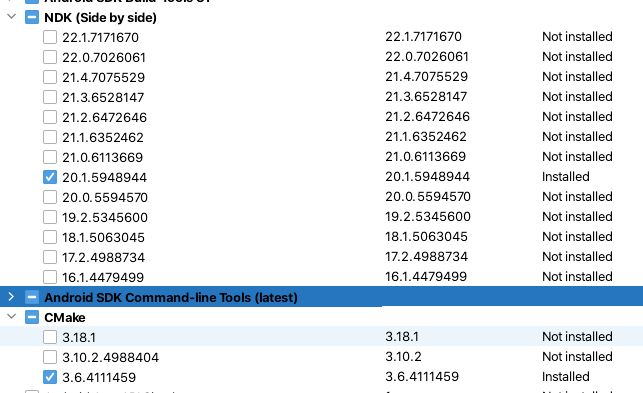 NDK (Side by side)
22.1.7171670 22.1.7171670 Not installed
22.0.7026061 22.0.7026061 Not installed
21.4.7075529 21.4.7075529 Not installed
21.3.6528147 21.3.6528147 Not installed
21.2.6472646 21.2.6472646 Not installed
21.1.6352462 21.1.6352462 Not installed
21.0.6113669 21.0.6113669 Not installed
20.1.5948944 20.1.5948944 Installed
20.0.5594570 20.0.5594570 Not installed
19.2.5345600 19.2.5345600 Not installed
18.1.5063045 18.1.5063045 Not installed
17.2.4988734 17.2.4988734 Not installed
16.1.4479499 16.1.4479499 Not installed
Android SDK Command-line Tools (latest)
CMake
3.18.1 3.18.1 Not installed
3.10.2.4988404 3.10.2 Not installed
3.6.4111459 3.6.4111459 Installed